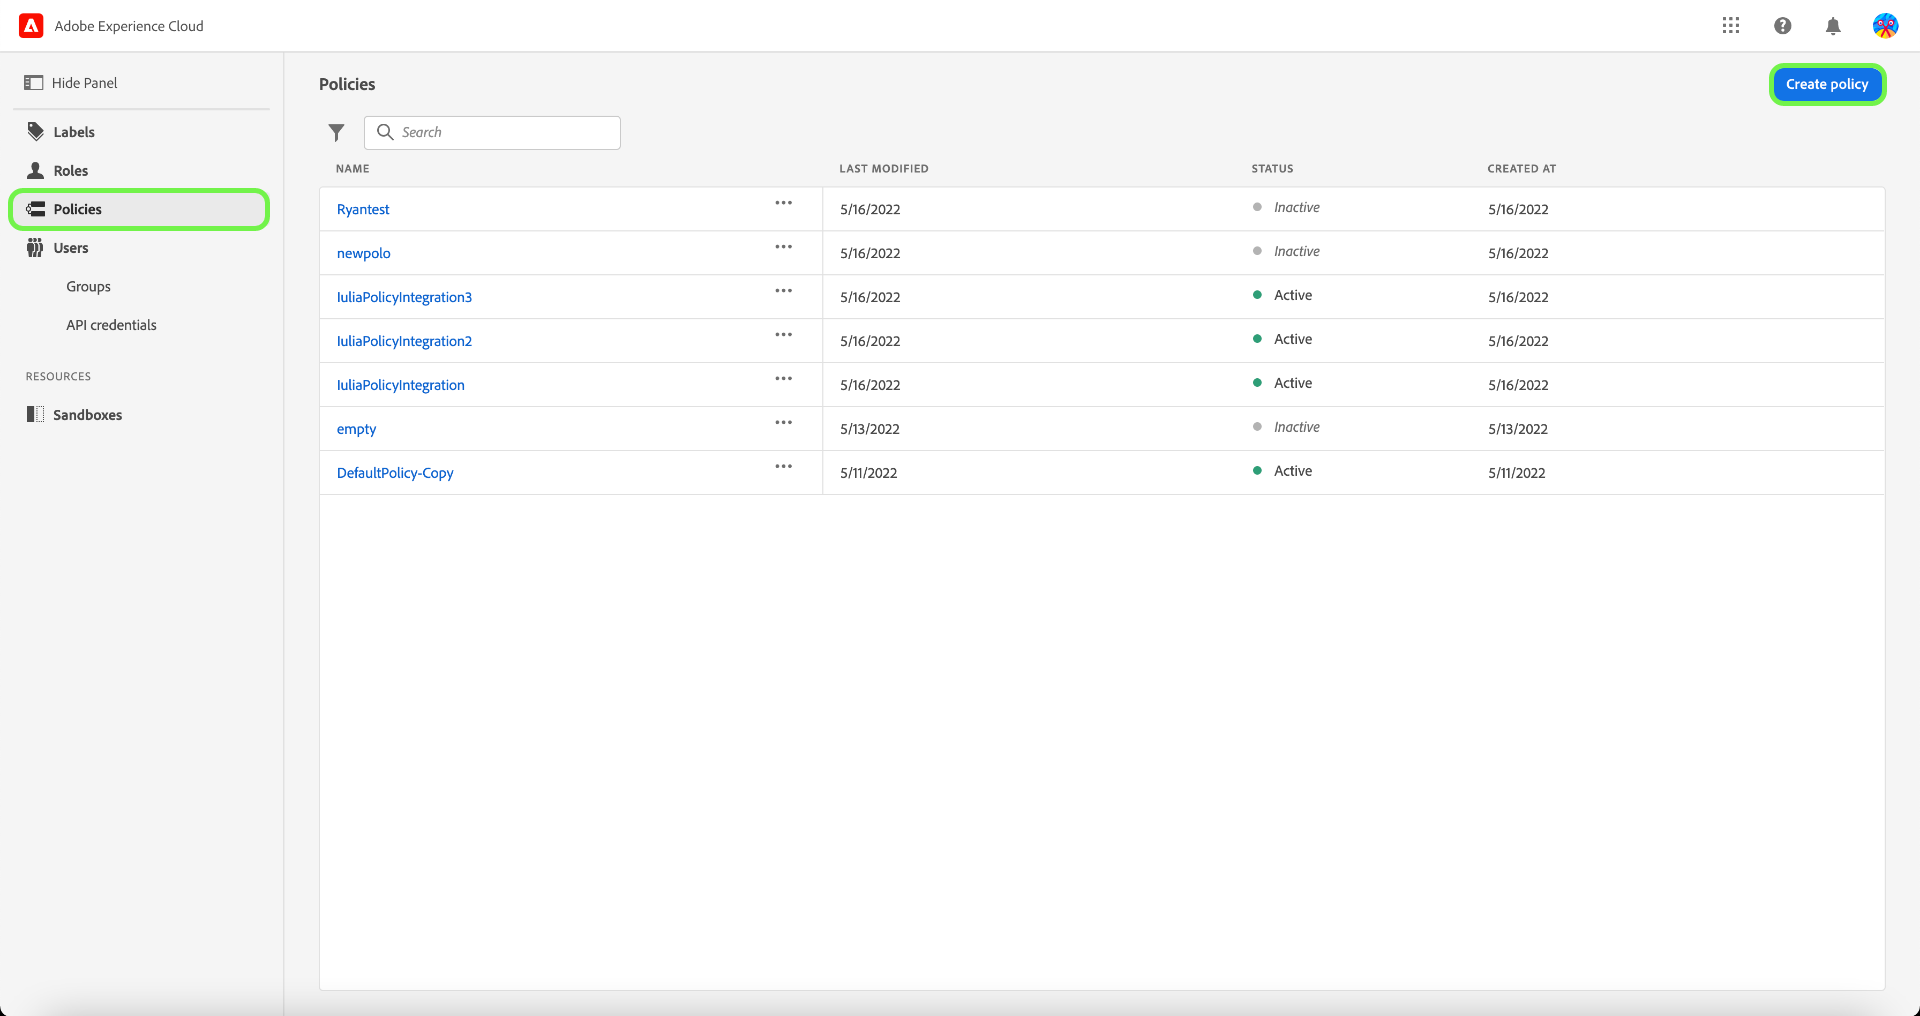 Adobe Experience Cloud
Hide Panel
Labels
Roles
Policies
Users
Groups
API credentials
RESOURCES
Sandboxes
Policies
Create policy
Search
NAME LAST MODIFIED STATUS CREATED AT
Ryantest ••• 5/16/2022 Inactive 5/16/2022
newpolo ••• 5/16/2022 Inactive 5/16/2022
IuliaPolicyIntegration3 ••• 5/16/2022 Active 5/16/2022
IuliaPolicyIntegration2 ••• 5/16/2022 Active 5/16/2022
IuliaPolicyIntegration ••• 5/16/2022 Active 5/16/2022
empty ••• 5/13/2022 Inactive 5/13/2022
DefaultPolicy-Copy ••• 5/11/2022 Active 5/11/2022